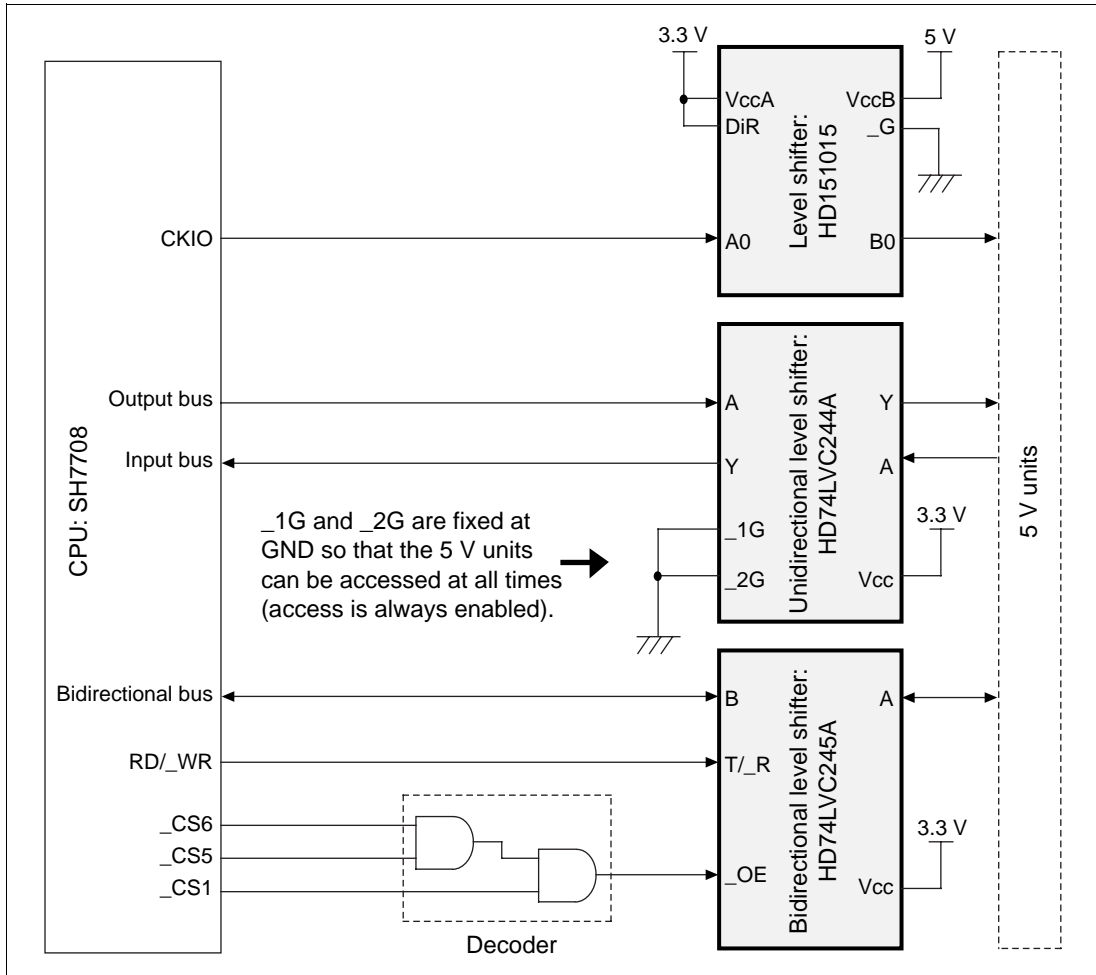 3.3 V
5 V
VccA
VccB
DiR
_G
Level shifter:
HD151015
CKIO
A0
B0
CPU: SH7708
5 V units
Output bus
A
Y
Input bus
Y
A
Unidirectional level shifter:
HD74LVC244A
_1G and _2G are fixed at
GND so that the 5 V units
can be accessed at all times
(access is always enabled).
_1G
_2G
3.3 V
Vcc
Bidirectional bus
B
A
RD/_WR
T/_R
Bidirectional level shifter:
HD74LVC245A
_CS6
_CS5
_CS1
_OE
3.3 V
Vcc
Decoder